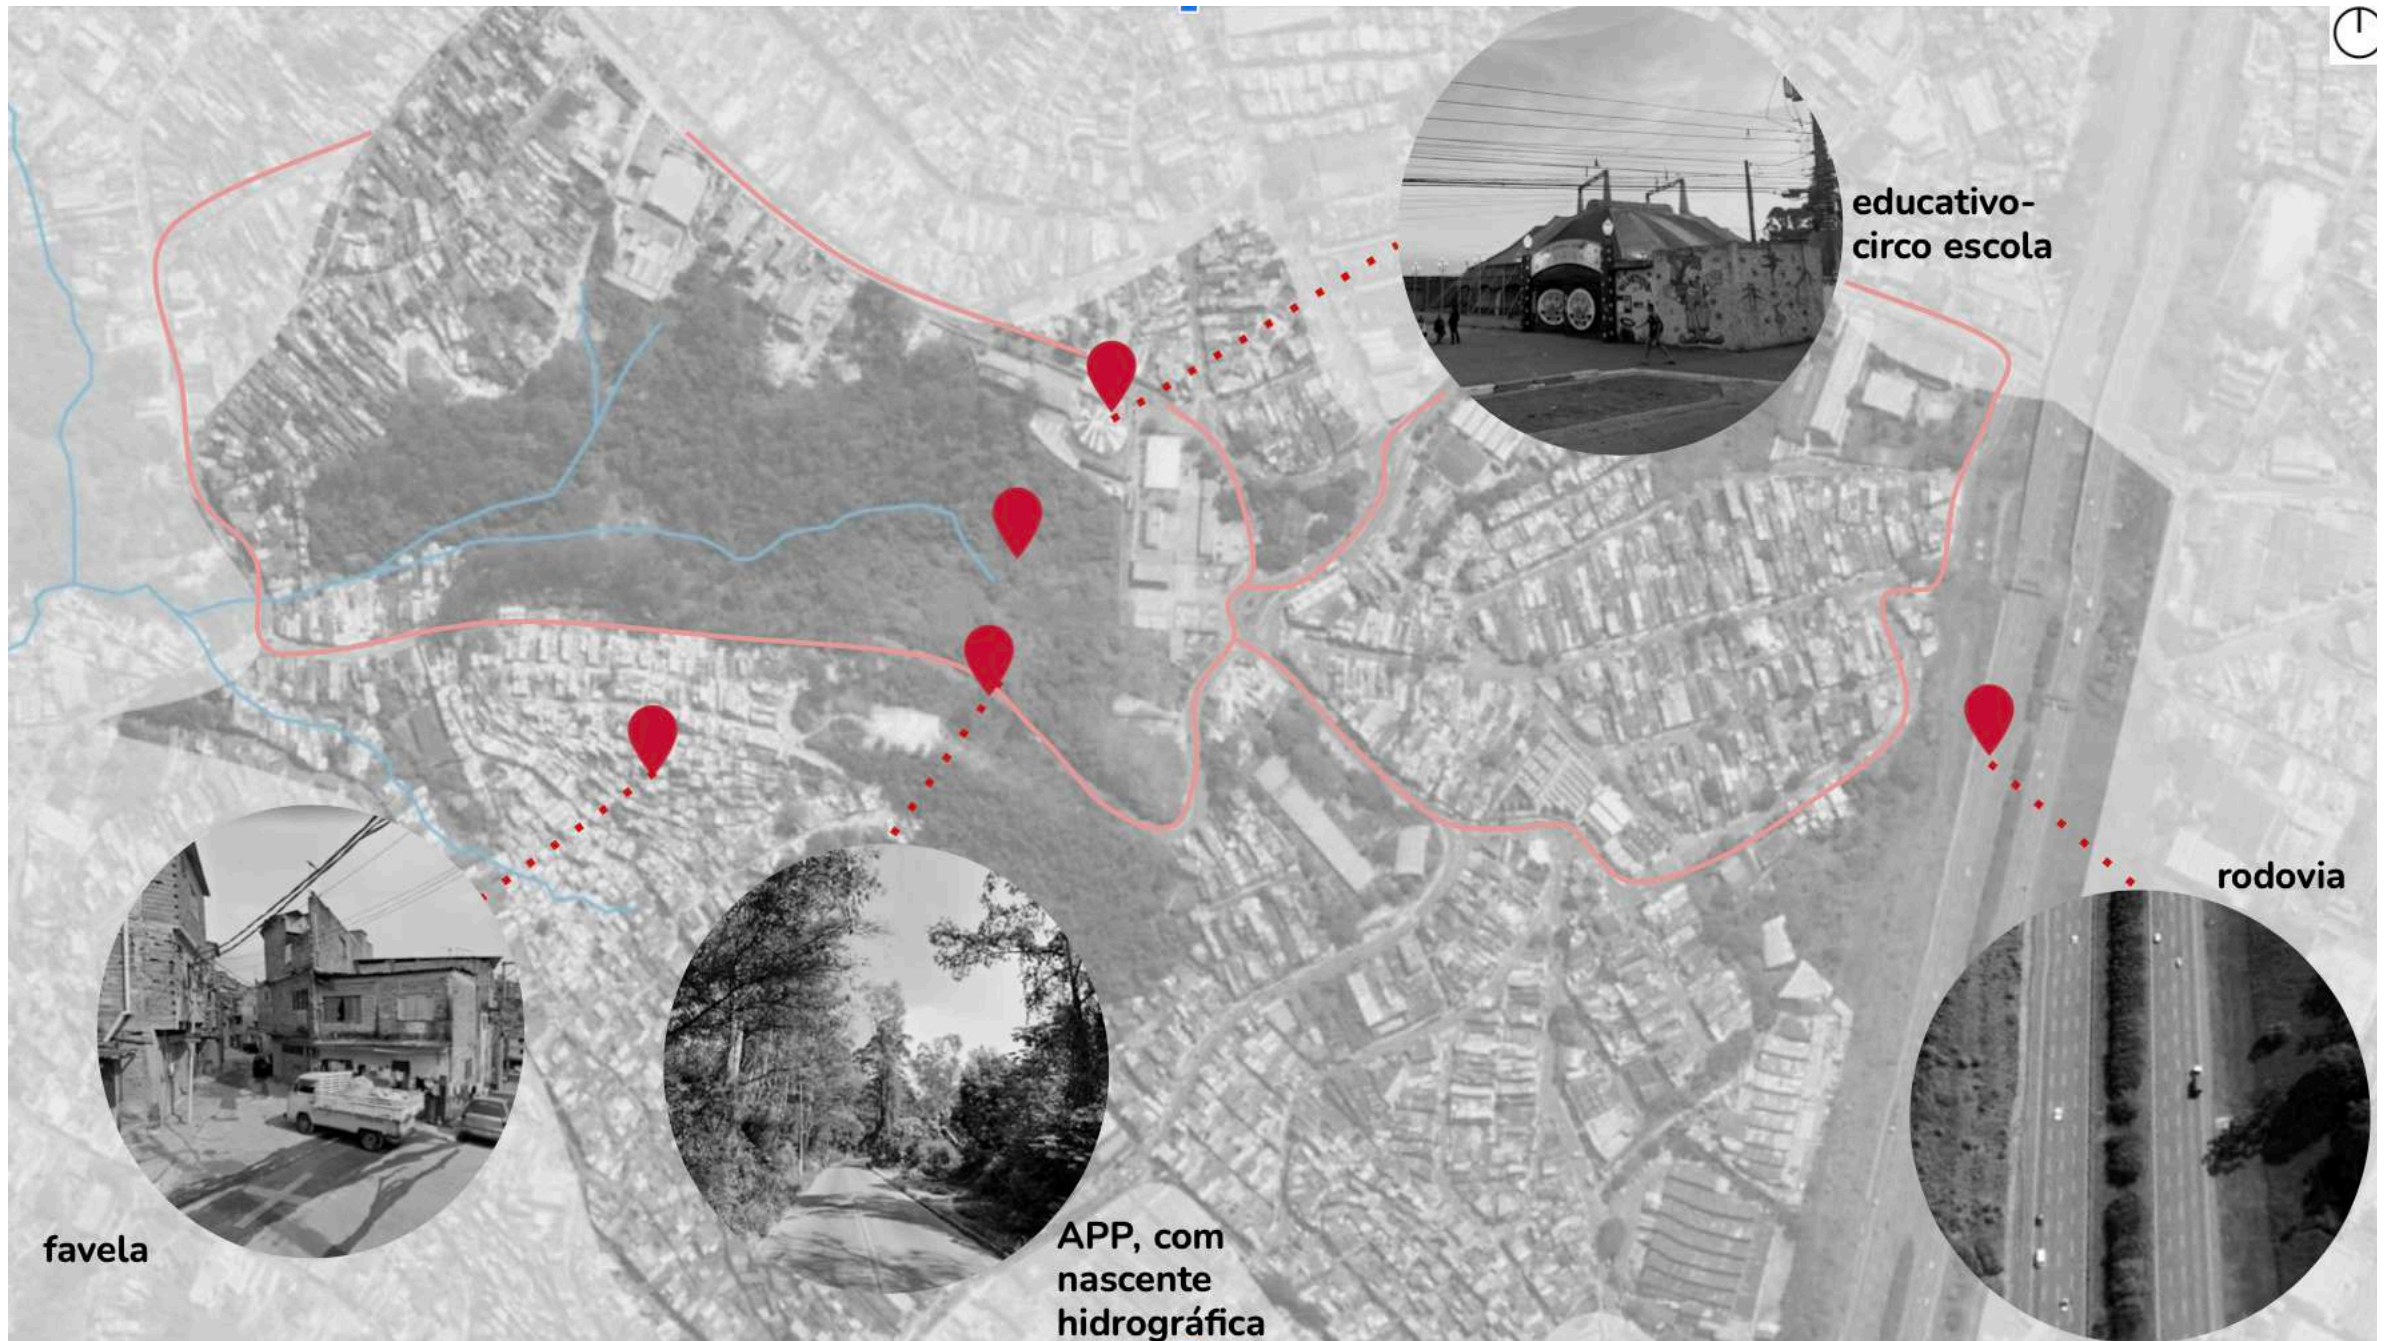 educativo-
circo escola
rodovia
favela
APP, com
nascente
hidrográfica